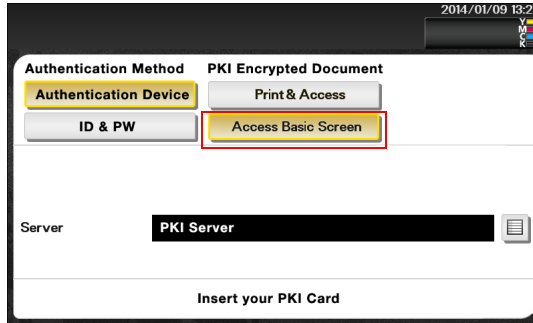 2014/01/09 13:2
Y
M
C
K
Authentication Method PKI Encrypted Document
Authentication Device Print & Access
ID & PW Access Basic Screen
Server PKI Server
Insert your PKI Card